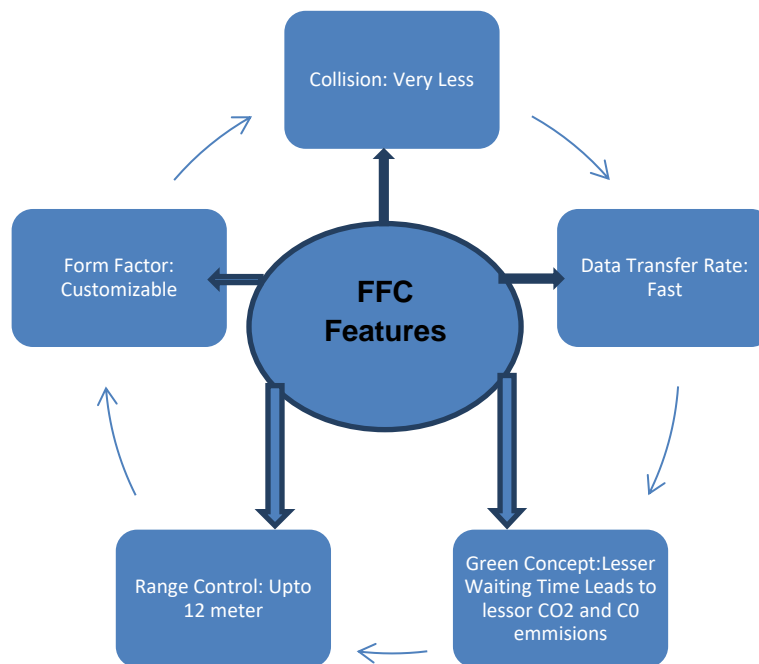 Collision: Very Less
Form Factor:
Customizable
FFC
Features
Data Transfer Rate:
Fast
Range Control: Upto
12 meter
Green Concept:Lesser
Waiting Time Leads to
lessor CO2 and C0
emmisions